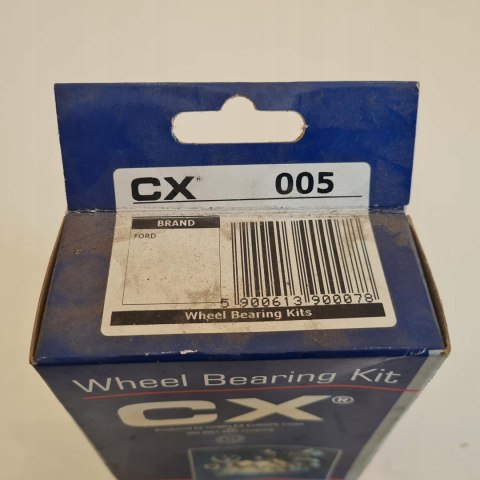 CX® 005
BRAND
FORD
5 900613 900078
Wheel Bearing Kits
Wheel Bearing Kit
CX®